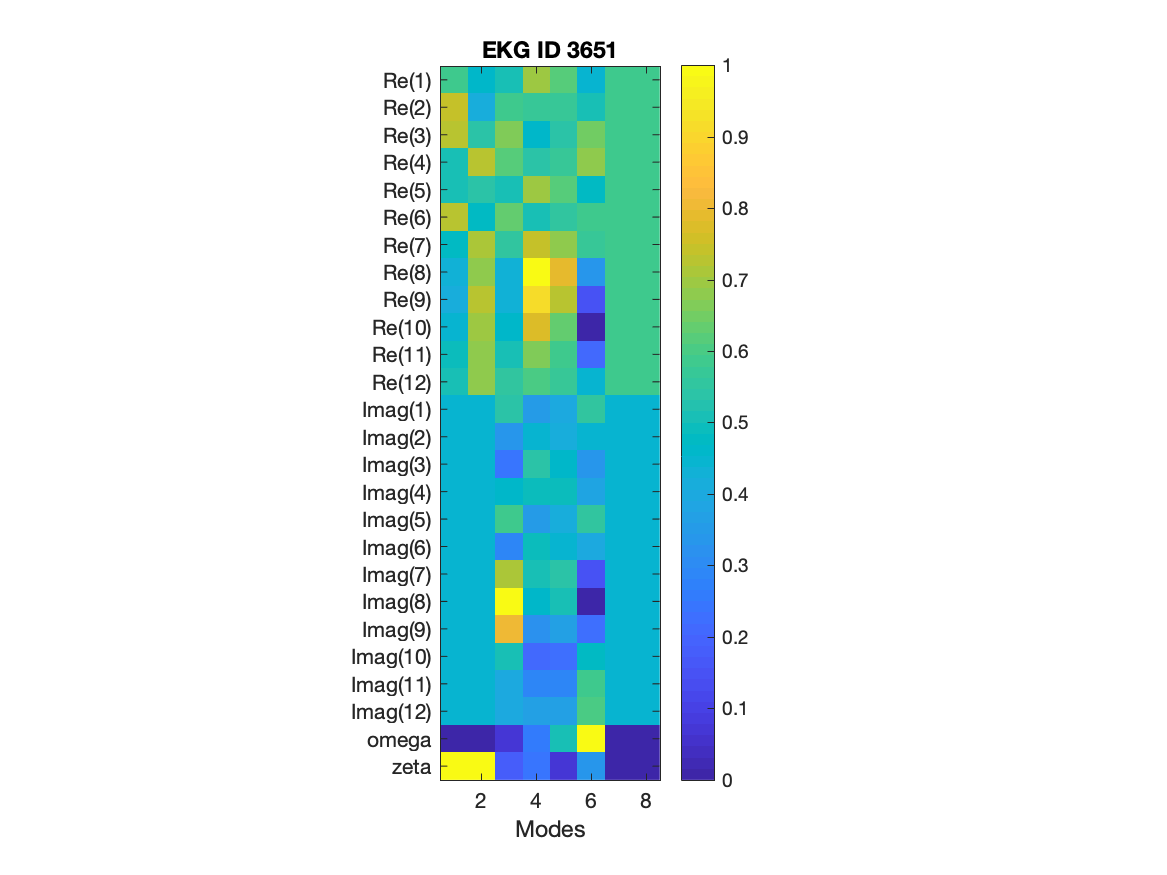 EKG ID 3651
Re(1)
Re(2)
Re(3)
Re(4)
Re(5)
Re(6)
Re(7)
Re(8)
Re(9)
Re(10)
Re(11)
Re(12)
Imag(1)
Imag(2)
Imag(3)
Imag(4)
Imag(5)
Imag(6)
Imag(7)
Imag(8)
Imag(9)
Imag(10)
Imag(11)
Imag(12)
omega
zeta
2 4 6 8
Modes
1
0.9
0.8
0.7
0.6
0.5
0.4
0.3
0.2
0.1
0